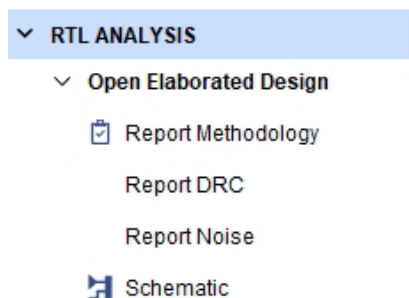 RTL ANALYSIS
Open Elaborated Design
Report Methodology
Report DRC
Report Noise
Schematic